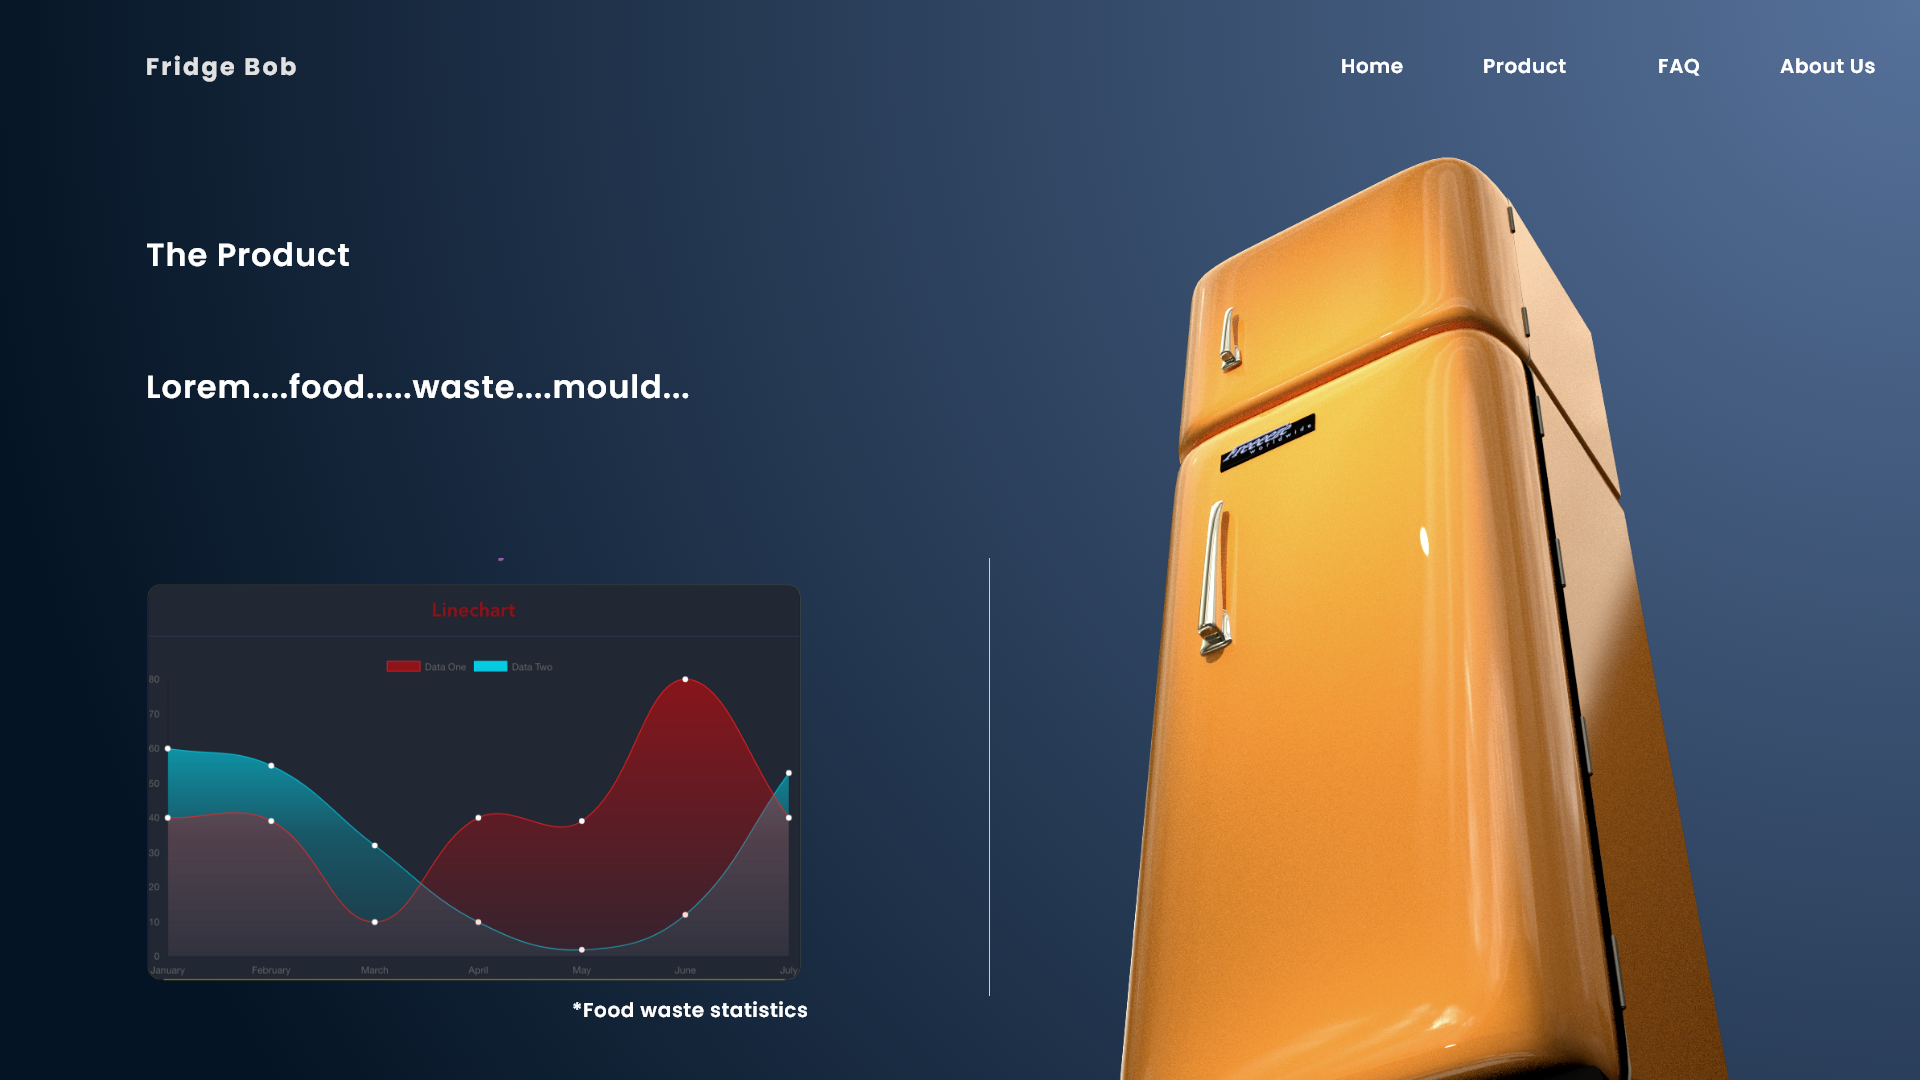 Fridge Bob
Home Product FAQ About Us
The Product
Lorem....food.....waste....mould...
worldwide
Linechart
Data One Data Two
80
70
60
50
40
30
20
10
0
January February March April May June July
*Food waste statistics